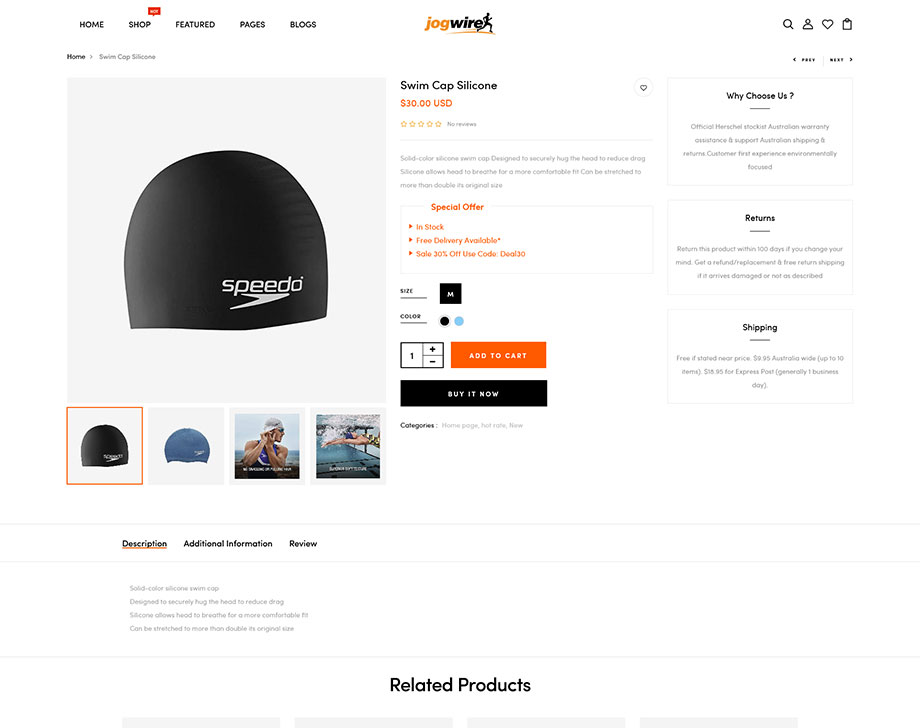 HOME
HOT
SHOP
FEATURED
PAGES
BLOGS
jogwire
Home
Swim Cap Silicone
PREV
NEXT
speedo
speedo
NO SNAGGING OR PULLING HAIR
SUPERIOR SOFT TEXTURE
Swim Cap Silicone
$30.00 USD
No reviews
Solid-color silicone swim cap Designed to securely hug the head to reduce drag
Silicone allows head to breathe for a more comfortable fit Can be stretched to
more than double its original size
Special Offer
In Stock
Free Delivery Available*
Sale 30% Off Use Code: Deal30
SIZE
M
COLOR
1
+
−
ADD TO CART
BUY IT NOW
Categories : Home page, hot rate, New
Why Choose Us ?
Official Herschel stockist Australian warranty
assistance & support Australian shipping &
returns Customer first experience environmentally
focused
Returns
Return this product within 100 days if you change your
mind. Get a refund/replacement & free return shipping
if it arrives damaged or not as described
Shipping
Free if stated near price. $9.95 Australia wide (up to 10
items). $18.95 for Express Post (generally 1 business
day).
Description
Additional Information
Review
Solid-color silicone swim cap
Designed to securely hug the head to reduce drag
Silicone allows head to breathe for a more comfortable fit
Can be stretched to more than double its original size
Related Products